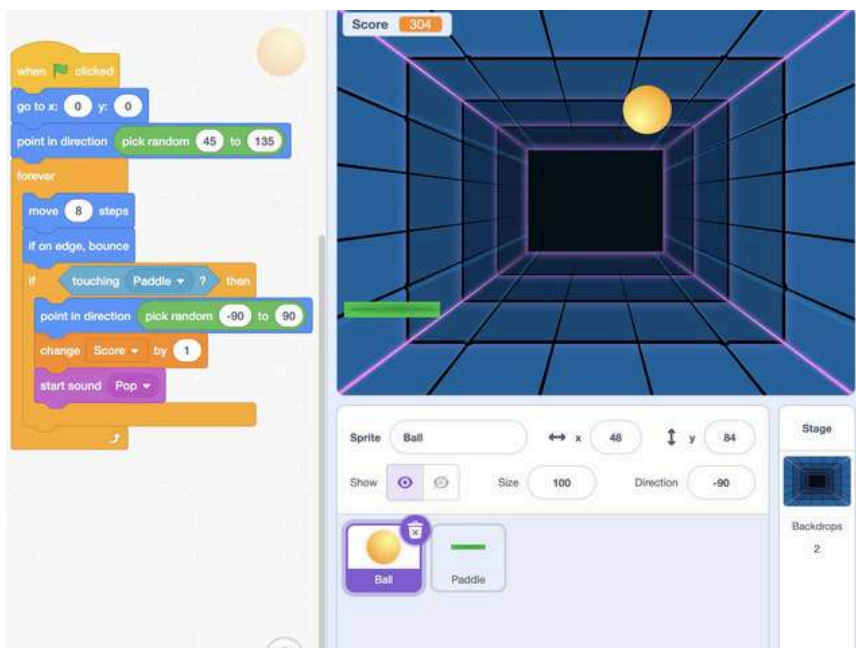 when clicked
go to x: 0 y: 0
point in direction pick random 45 to 135
forever
move 8 steps
if on edge, bounce
if touching Paddle ? then
point in direction pick random -90 to 90
change Score by 1
start sound Pop
Score 304
Sprite Ball x 48 y 84
Show Size 100 Direction -90
Ball
Paddle
Stage
Backdrops
2